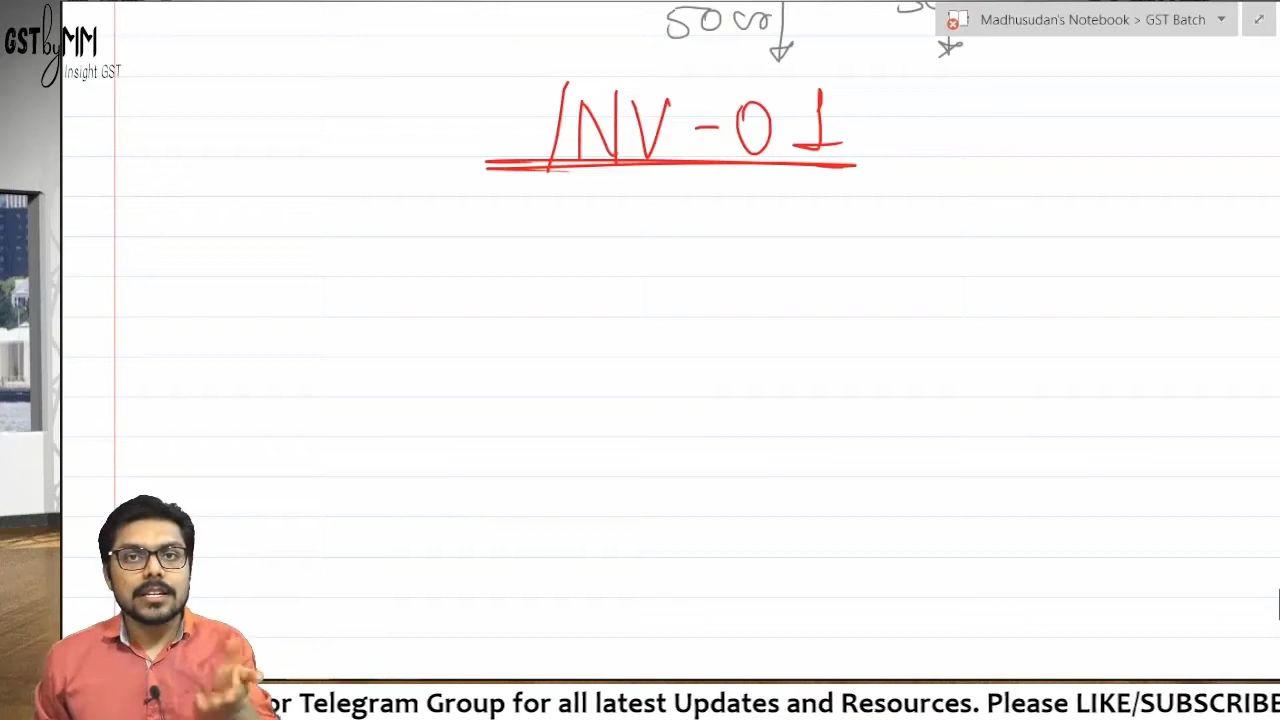 50 cr
Madhusudan's Notebook > GST Batch
GST by MM
Insight GST
INV-01
or Telegram Group for all latest Updates and Resources. Please LIKE/SUBSCRIBE